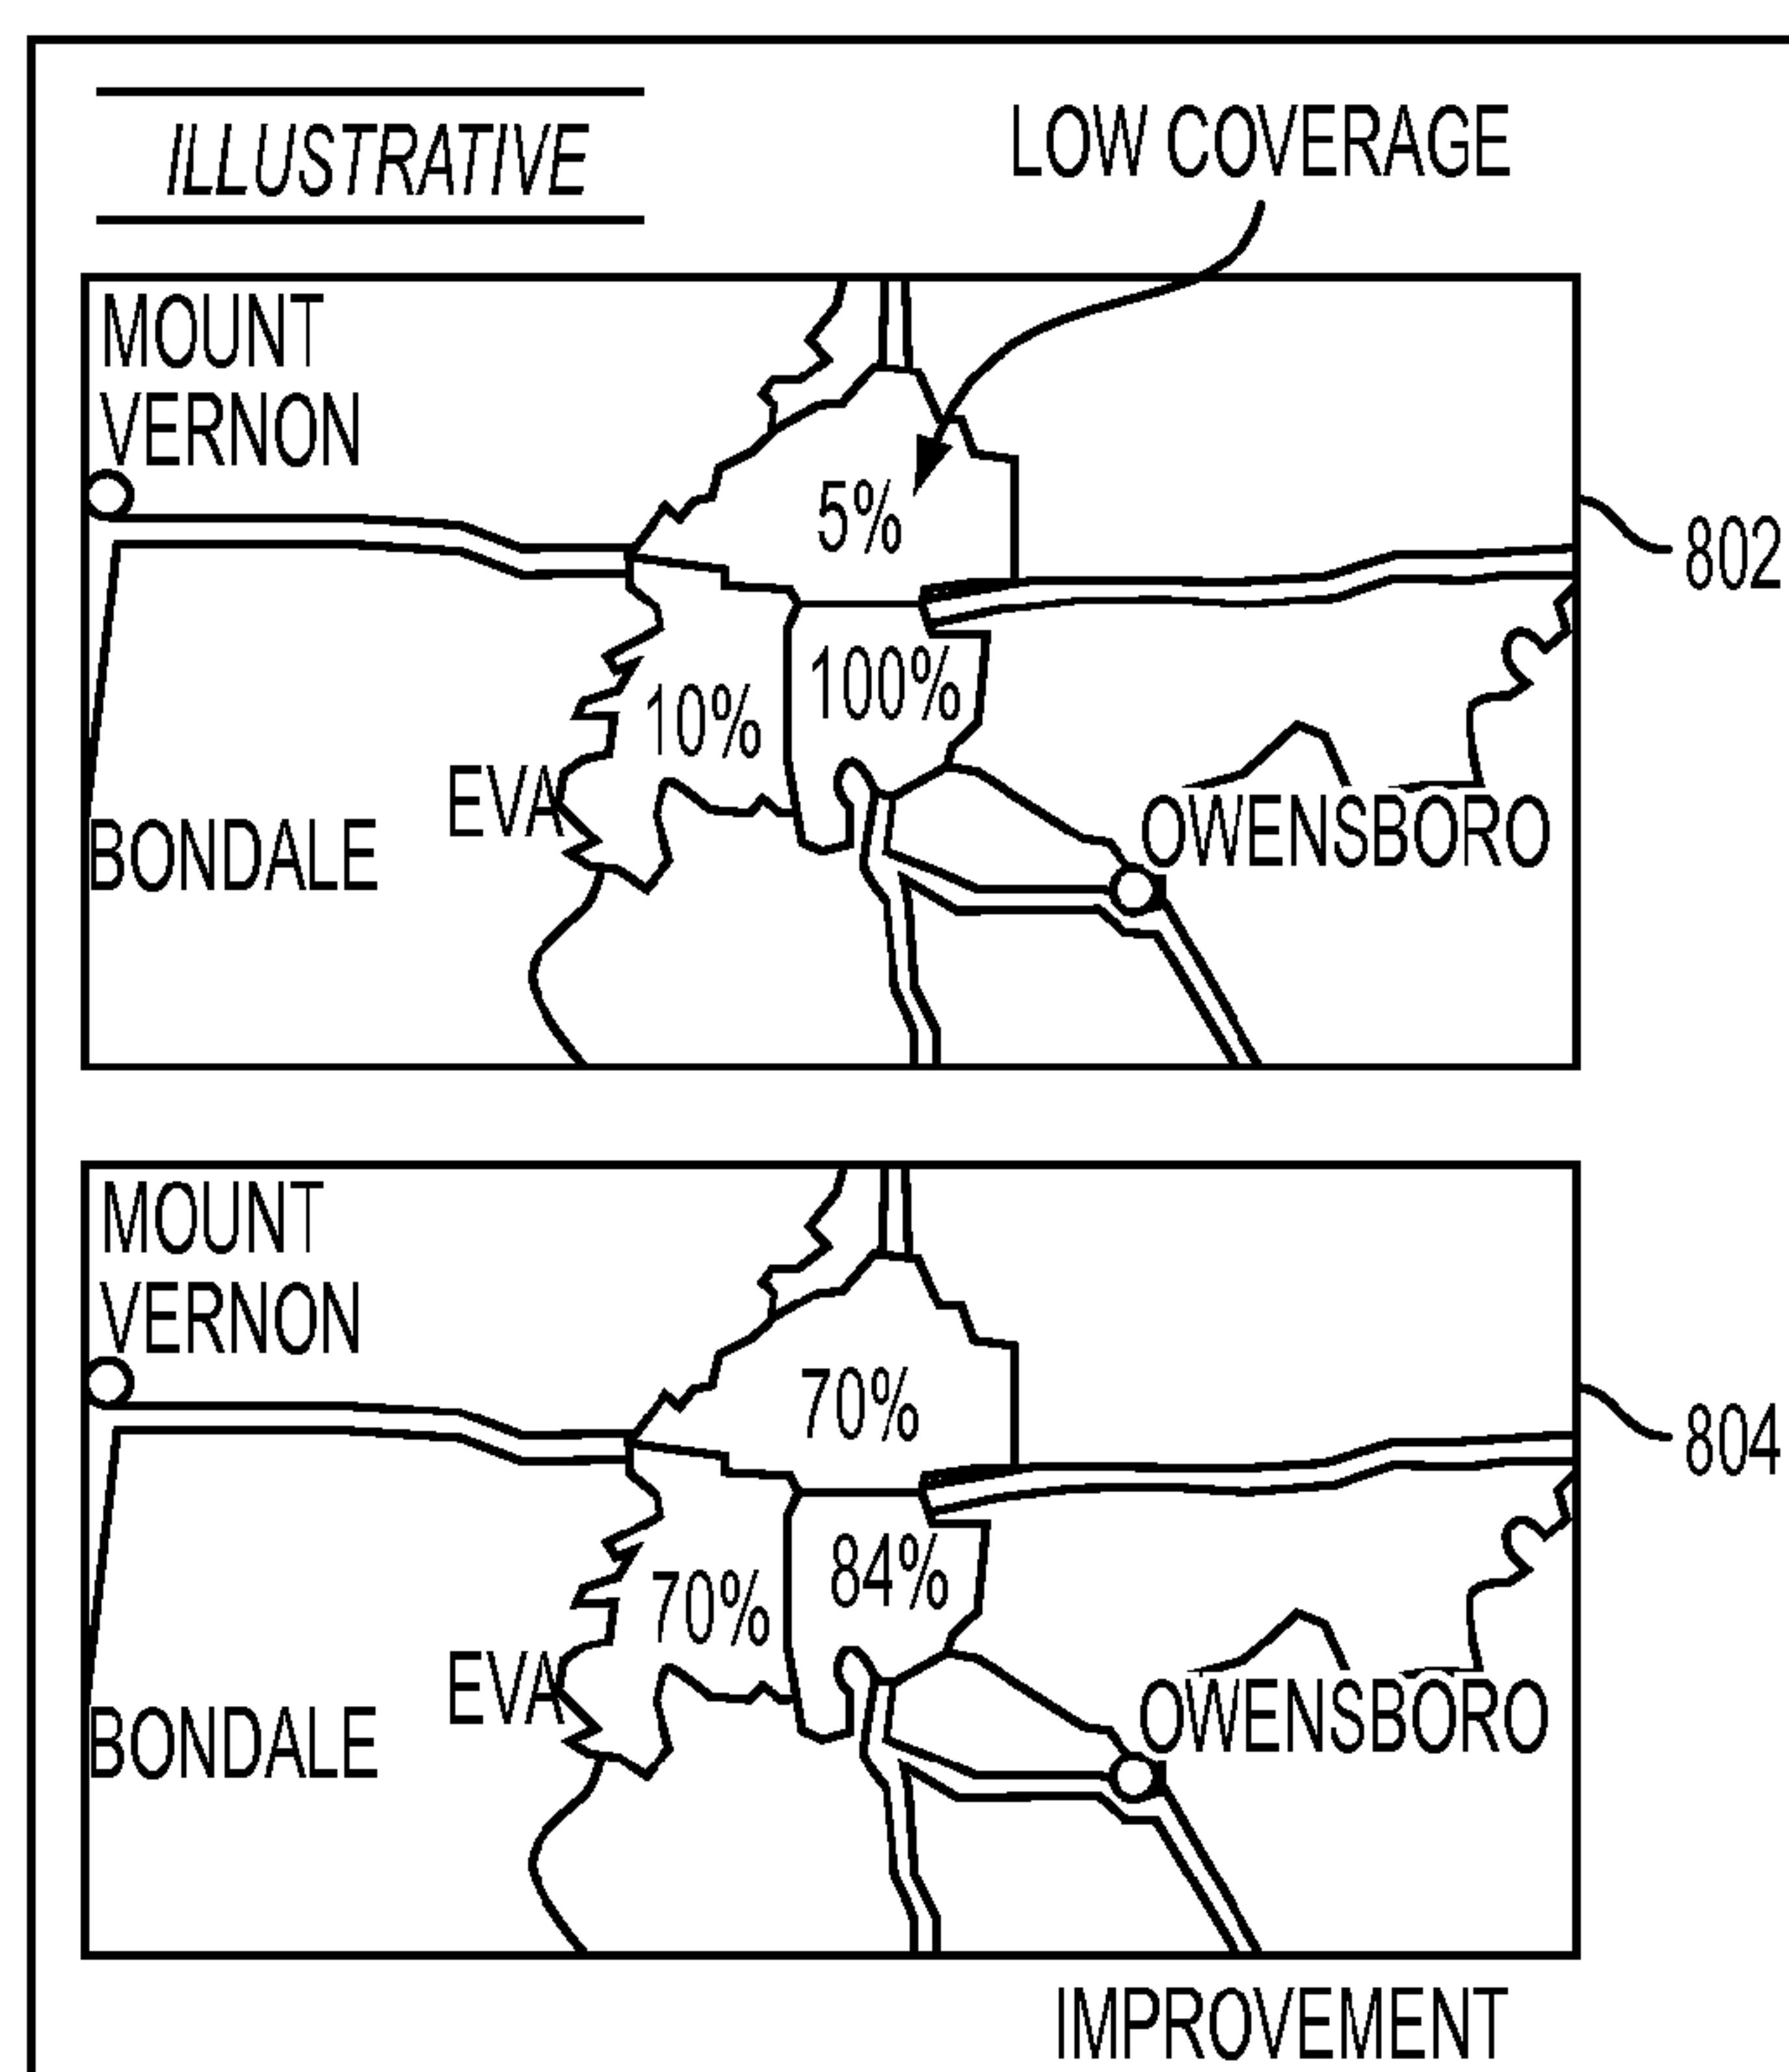 ILLUSTRATIVE
LOW COVERAGE
MOUNT
VERNON
5%
802
100%
10%
EVA
OWENSBORO
BONDALE
MOUNT
VERNON
70%
804
84%
70%
EVA
OWENSBORO
BONDALE
IMPROVEMENT